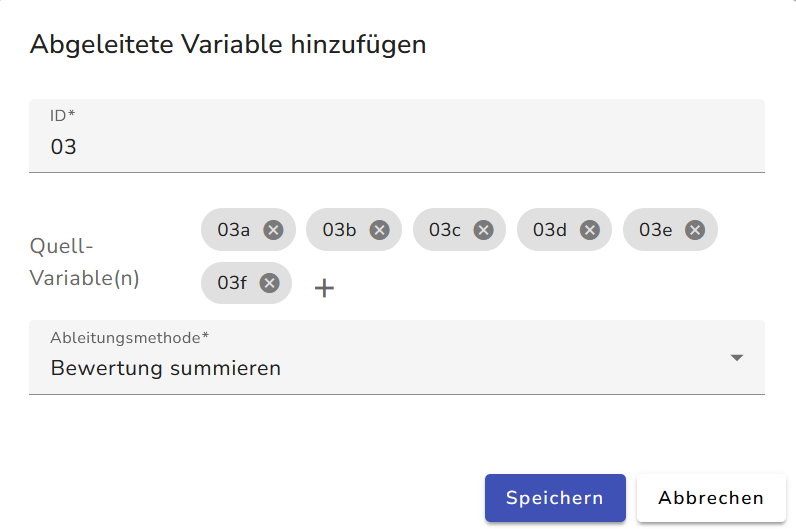 Abgeleitete Variable hinzufügen
ID*
03
Quell-
Variable(n)
03a 03b 03c 03d 03e
03f
Ableitungsmethode*
Bewertung summieren
Speichern Abbrechen